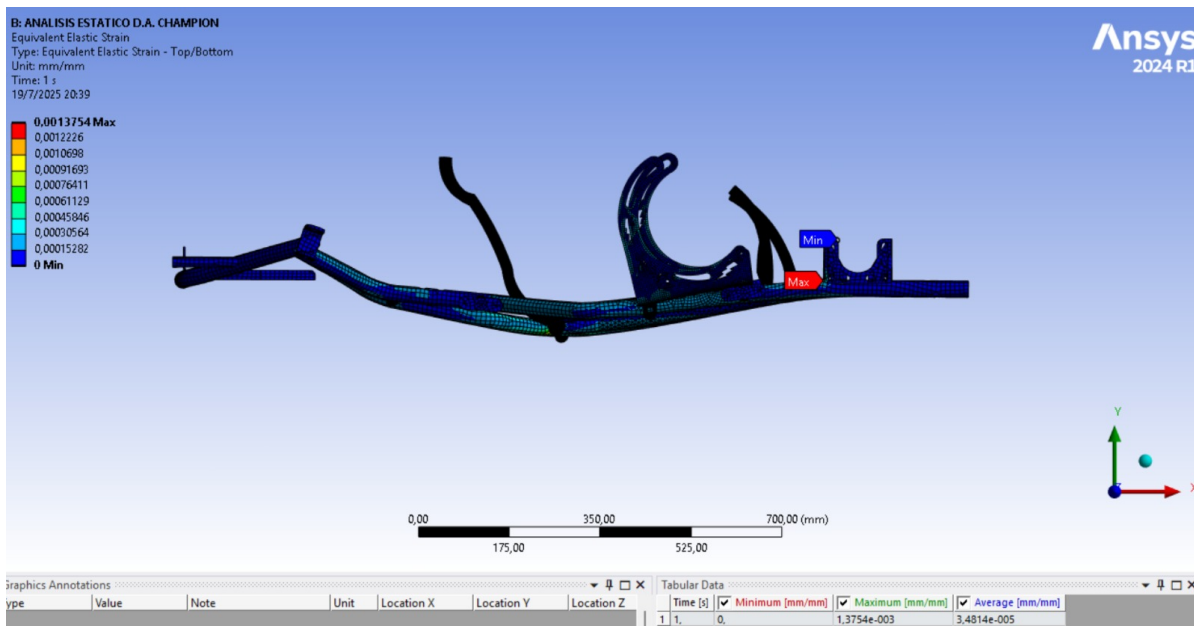 B: ANALISIS ESTATICO D.A. CHAMPION
Equivalent Elastic Strain
Type: Equivalent Elastic Strain - Top/Bottom
Unit: mm/mm
Time: 1 s
19/7/2025 20:39
Ansys
2024 R1
0,0013754 Max
0,0012226
0,0010698
0,00091693
0,00076411
0,00061129
0,00045846
0,00030564
0,00015282
0 Min
Min
Max
Y
X
0,00 350,00 700,00 (mm)
175,00 525,00
Graphics Annotations
Type Value Note Unit Location X Location Y Location Z
Tabular Data
Time [s] Minimum [mm/mm] Maximum [mm/mm] Average [mm/mm]
1 1, 0, 1,3754e-003 3,4814e-005